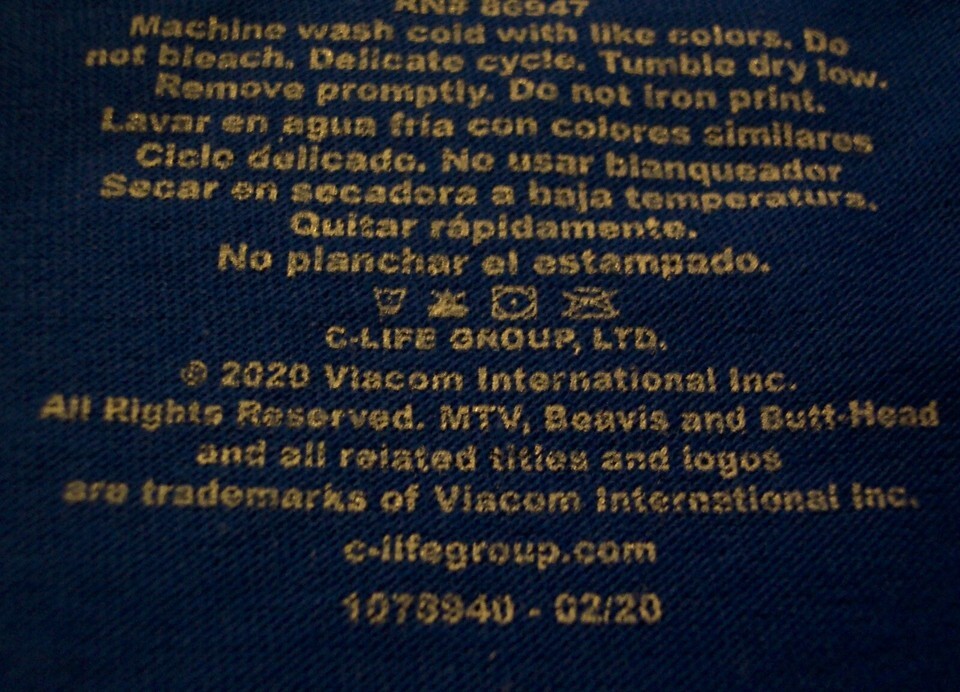 RN# 86947
Machine wash cold with like colors. Do
not bleach. Delicate cycle. Tumble dry low.
Remove promptly. Do not iron print.
Lavar en agua fría con colores similares
Ciclo delicado. No usar blanqueador
Secar en secadora a baja temperatura.
Quitar rápidamente.
No planchar el estampado.
C-LIFE GROUP, LTD.
© 2020 Viacom International Inc.
All Rights Reserved. MTV, Beavis and Butt-Head
and all related titles and logos
are trademarks of Viacom International Inc.
c-lifegroup.com
1078940 - 02/20